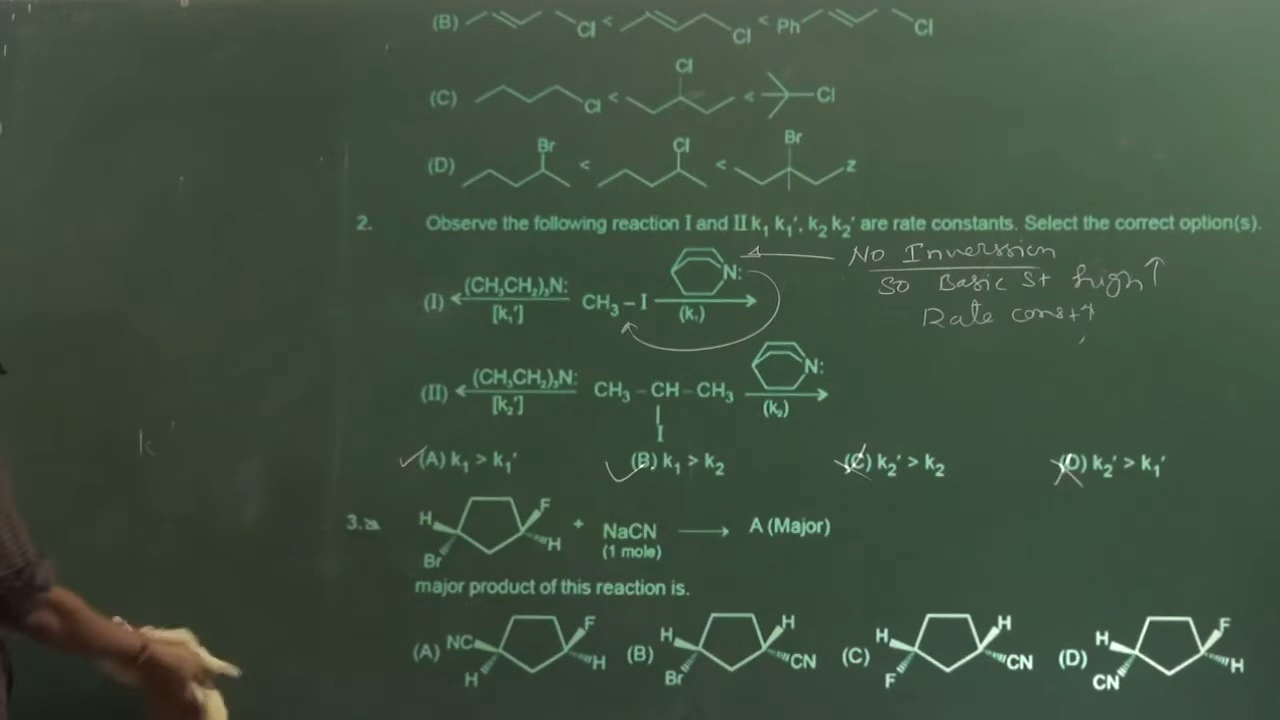 (B) Cl < Cl < Ph Cl
Cl
(C) Cl < < Cl
Br Cl Br
(D) < < z
2. Observe the following reaction I and II k₁ k₁', k₂ k₂' are rate constants. Select the correct option(s).
No Inverssion
So Basic St high ↑
Rate const ↑
(I) (CH₃CH₂)₃N: [k₁'] CH₃ – I N: (k₁)
(II) (CH₃CH₂)₃N: [k₂'] CH₃ – CH – CH₃ N: (k₂)
I
k'
(A) k₁ > k₁' (B) k₁ > k₂ (C) k₂' > k₂ (D) k₂' > k₁'
3. H F Br H + NaCN → A (Major)
(1 mole)
major product of this reaction is.
(A) NC H F H (B) H Br H CN (C) H F H CN (D) H CN F H